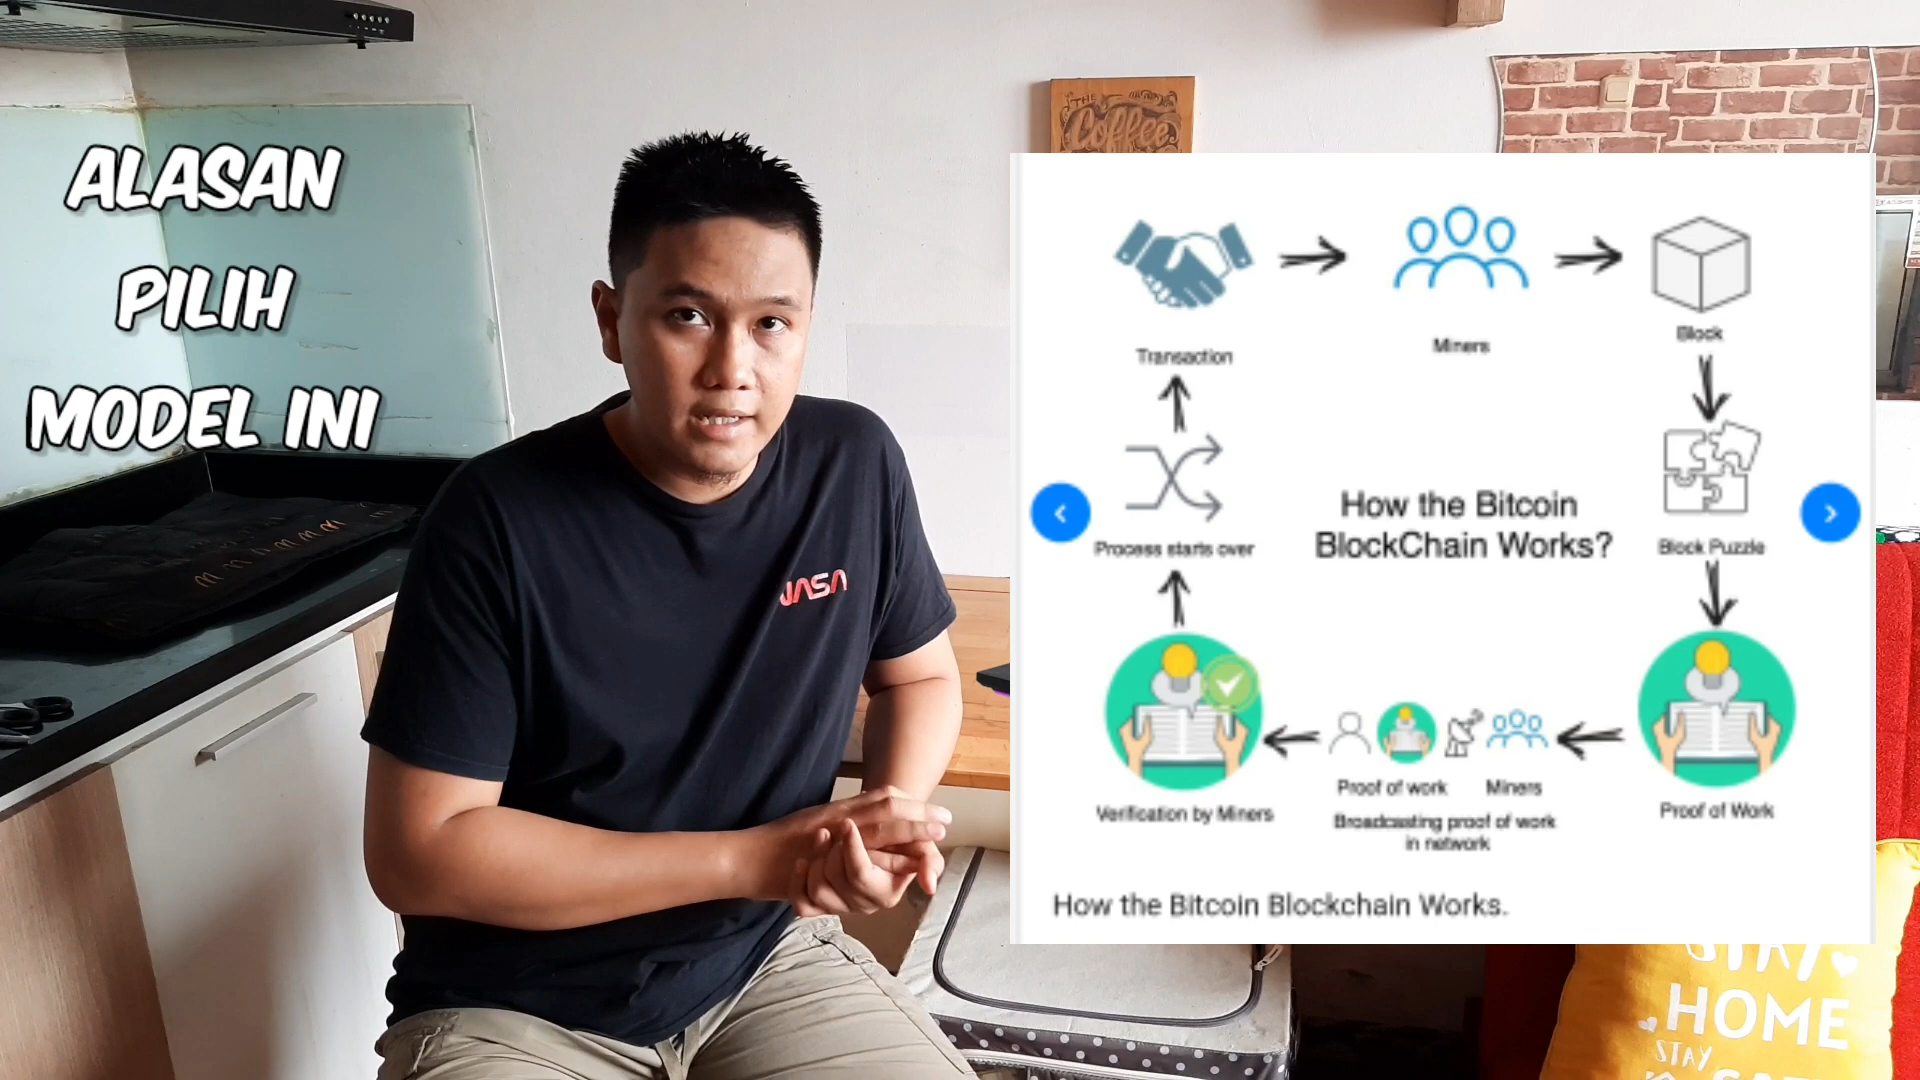 ALASAN
PILIH
MODEL INI
THE
Coffee
NASA
Transaction
Miners
Block
Process starts over
How the Bitcoin
BlockChain Works?
Block Puzzle
Verification by Miners
Proof of work
Miners
Broadcasting proof of work
in network
Proof of Work
How the Bitcoin Blockchain Works.
STAY
HOME
STAY